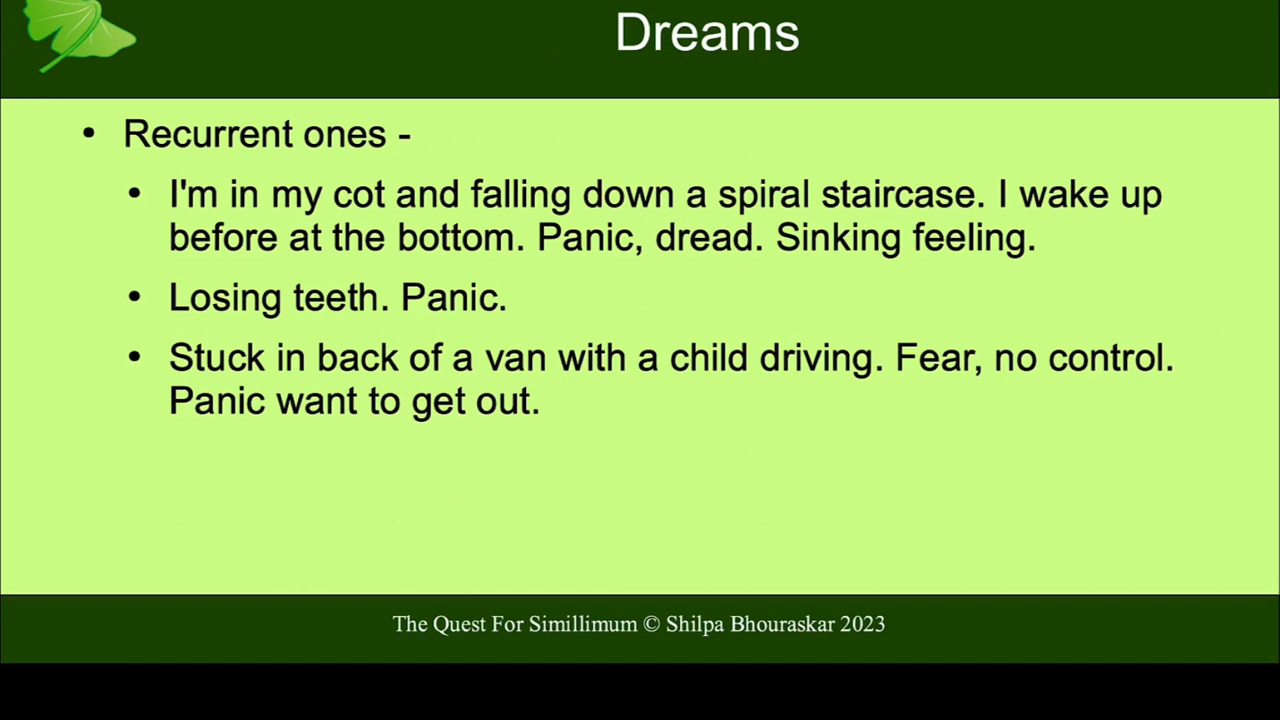 Dreams
• Recurrent ones -
• I'm in my cot and falling down a spiral staircase. I wake up
before at the bottom. Panic, dread. Sinking feeling.
• Losing teeth. Panic.
• Stuck in back of a van with a child driving. Fear, no control.
Panic want to get out.
The Quest For Simillimum © Shilpa Bhouraskar 2023